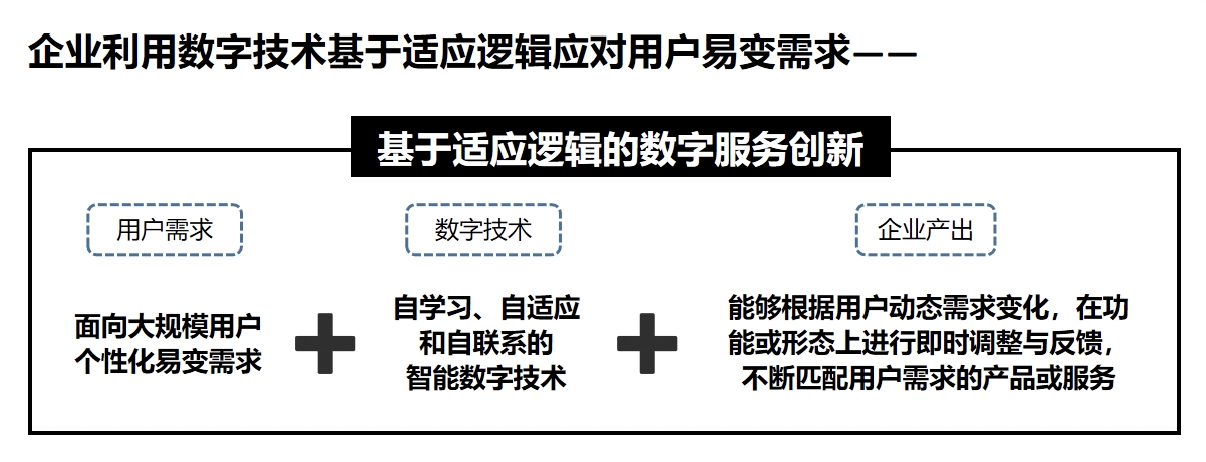 企业利用数字技术基于适应逻辑应对用户易变需求——
基于适应逻辑的数字服务创新
用户需求
数字技术
企业产出
面向大规模用户
个性化易变需求
自学习、自适应
和自联系的
智能数字技术
能够根据用户动态需求变化，在功
能或形态上进行即时调整与反馈，
不断匹配用户需求的产品或服务